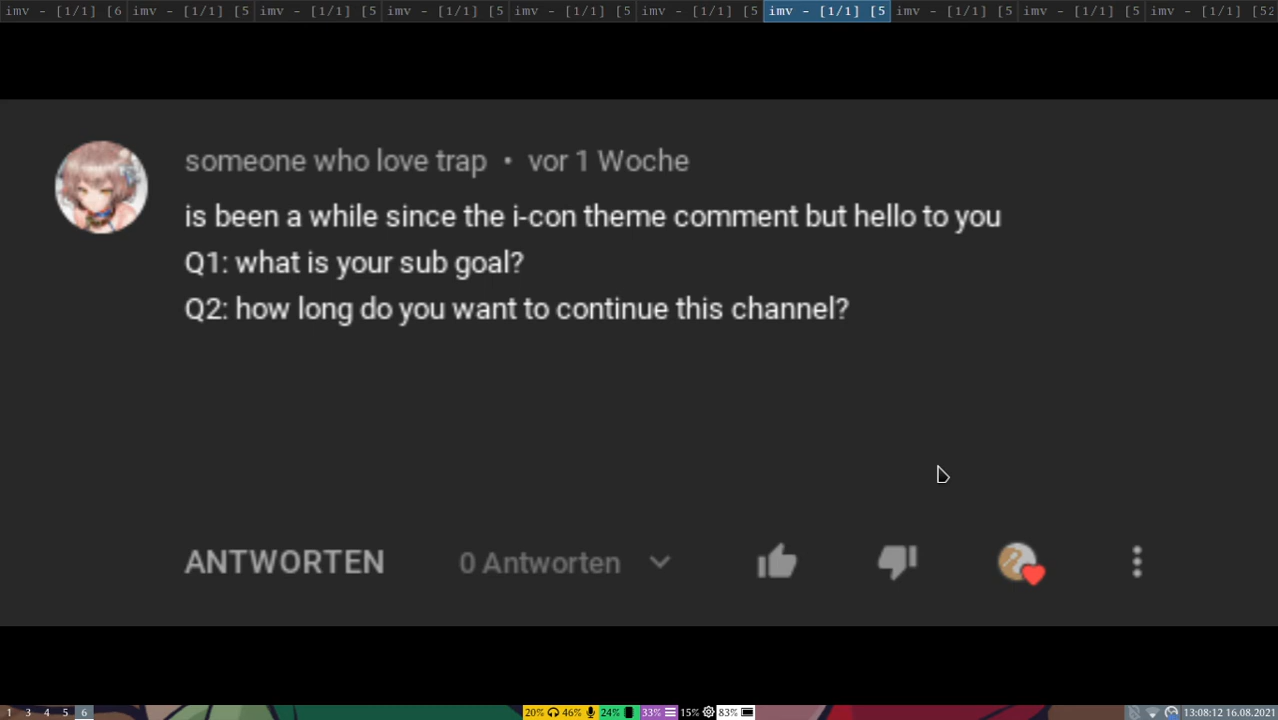 imv - [1/1] [6 imv - [1/1] [5 imv - [1/1] [5 imv - [1/1] [5 imv - [1/1] [5 imv - [1/1] [5 imv - [1/1] [5 imv - [1/1] [5 imv - [1/1] [5 imv - [1/1] [52
someone who love trap • vor 1 Woche
is been a while since the i-con theme comment but hello to you
Q1: what is your sub goal?
Q2: how long do you want to continue this channel?
ANTWORTEN 0 Antworten
1 3 4 5 6 20% 46% 24% 33% 15% 83% 13:08:12 16.08.2021